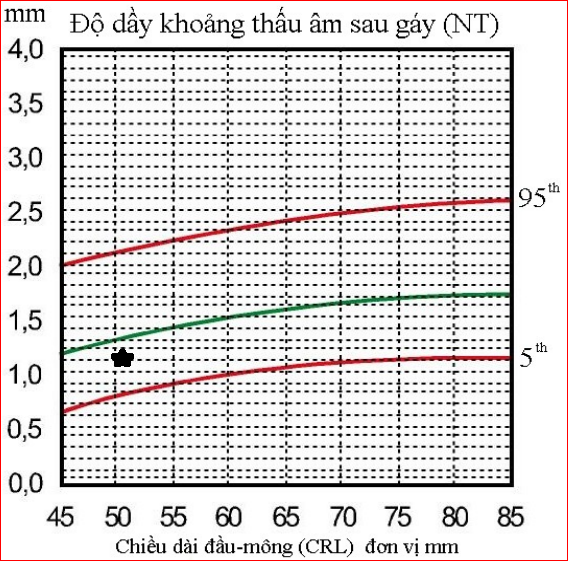 mm
Độ dầy khoảng thấu âm sau gáy (NT)
4,0
3,5
3,0
2,5
2,0
1,5
1,0
0,5
0,0
95th
5th
45 50 55 60 65 70 75 80 85
Chiều dài đầu-mông (CRL) đơn vị mm